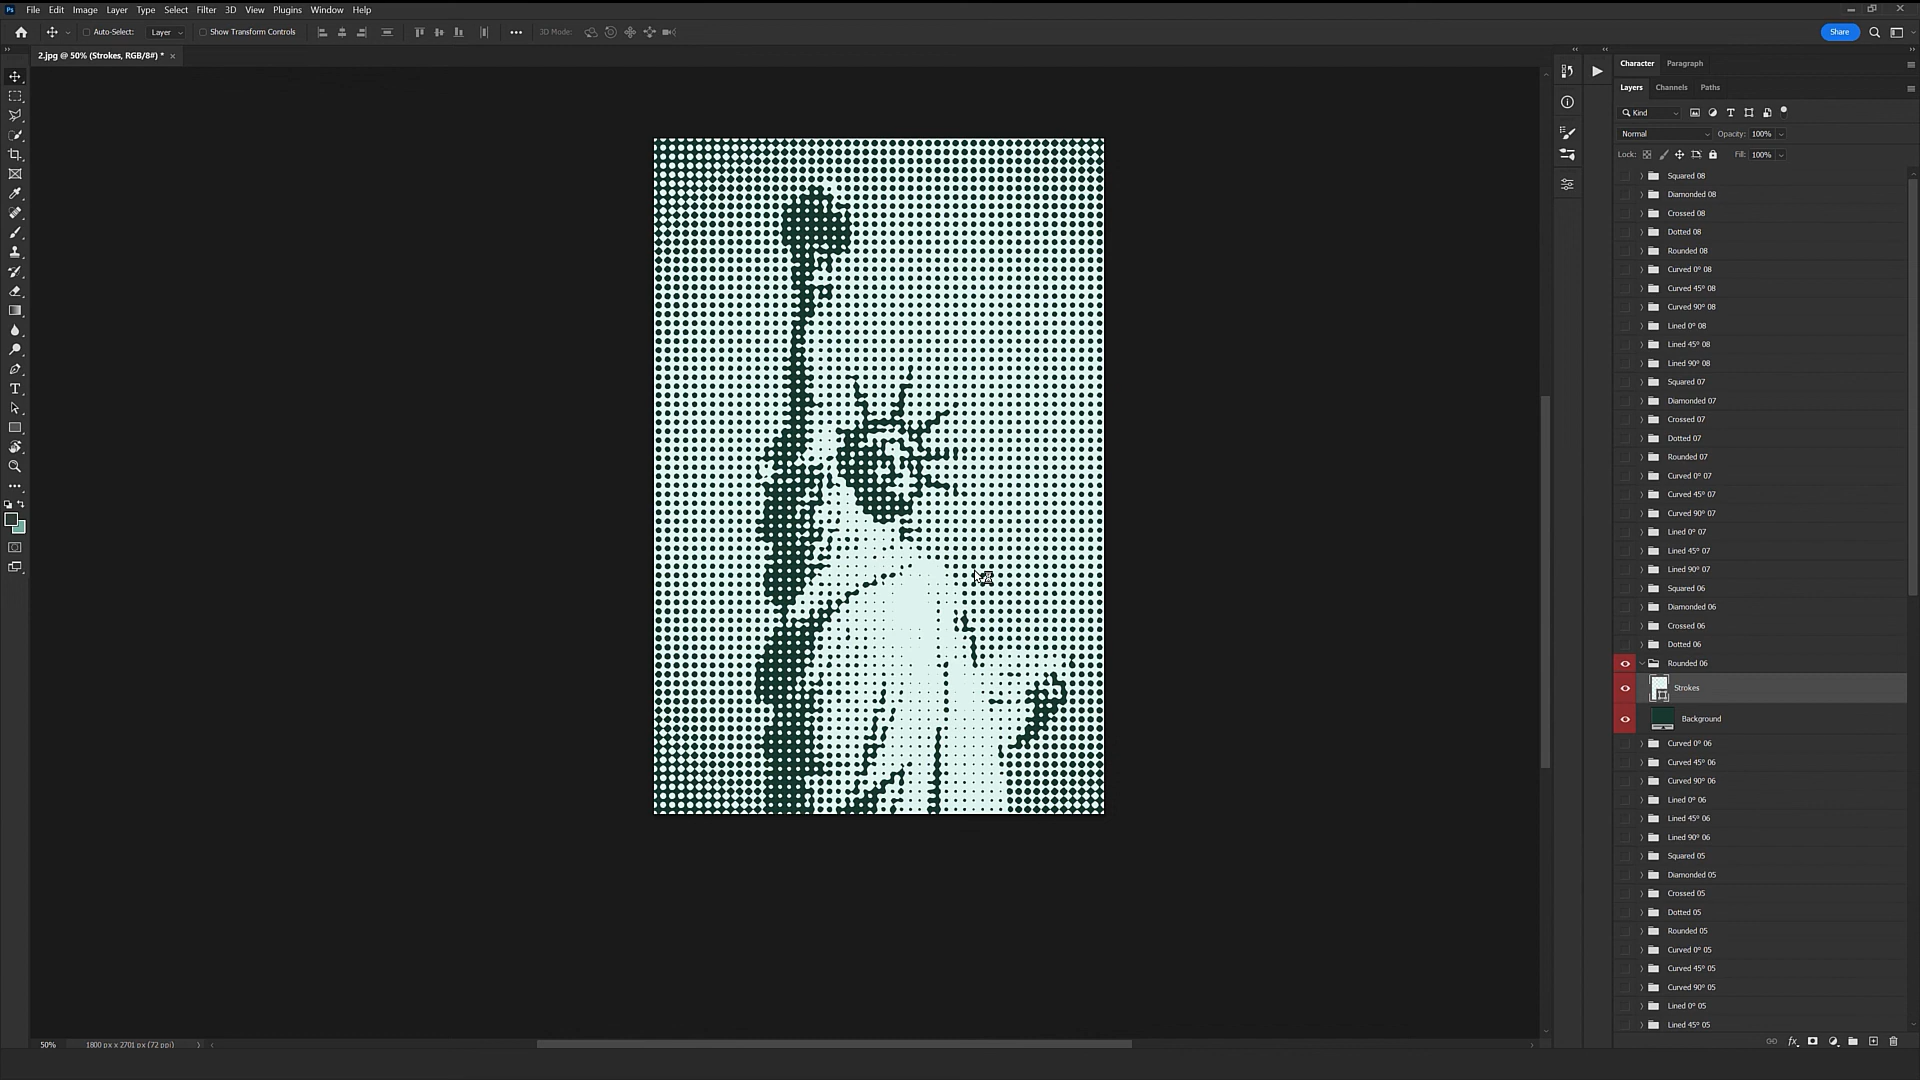 Ps File Edit Image Layer Type Select Filter 3D View Plugins Window Help
Auto-Select: Layer Show Transform Controls 3D Mode: Share
2.jpg @ 50% (Strokes, RGB/8#) *
Character Paragraph
Layers Channels Paths
Kind
Normal Opacity: 100%
Lock: Fill: 100%
Squared 08
Diamonded 08
Crossed 08
Dotted 08
Rounded 08
Curved 0º 08
Curved 45º 08
Curved 90º 08
Lined 0º 08
Lined 45º 08
Lined 90º 08
Squared 07
Diamonded 07
Crossed 07
Dotted 07
Rounded 07
Curved 0º 07
Curved 45º 07
Curved 90º 07
Lined 0º 07
Lined 45º 07
Lined 90º 07
Squared 06
Diamonded 06
Crossed 06
Dotted 06
Rounded 06
Strokes
Background
Curved 0º 06
Curved 45º 06
Curved 90º 06
Lined 0º 06
Lined 45º 06
Lined 90º 06
Squared 05
Diamonded 05
Crossed 05
Dotted 05
Rounded 05
Curved 0º 05
Curved 45º 05
Curved 90º 05
Lined 0º 05
Lined 45º 05
50% 1800 px x 2701 px (72 ppi)
fx